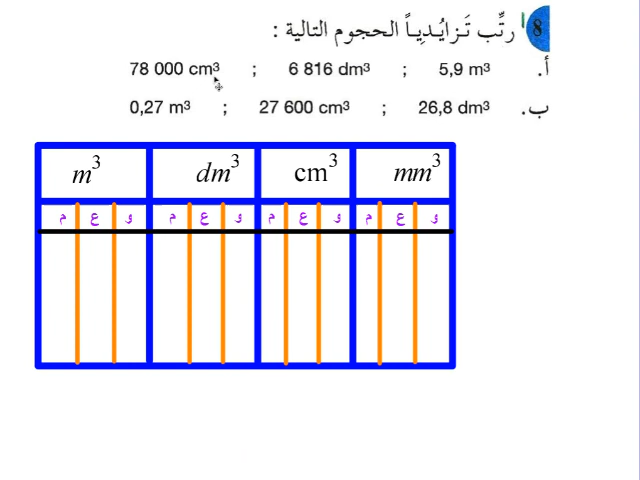 8 رتِّب تَـزايُـدِيـاً الحجوم التالية :
أ. 5,9 m³ ; 6 816 dm³ ; 78 000 cm³
ب. 26,8 dm³ ; 27 600 cm³ ; 0,27 m³
m³ dm³ cm³ mm³
م ع و م ع و م ع و م ع و